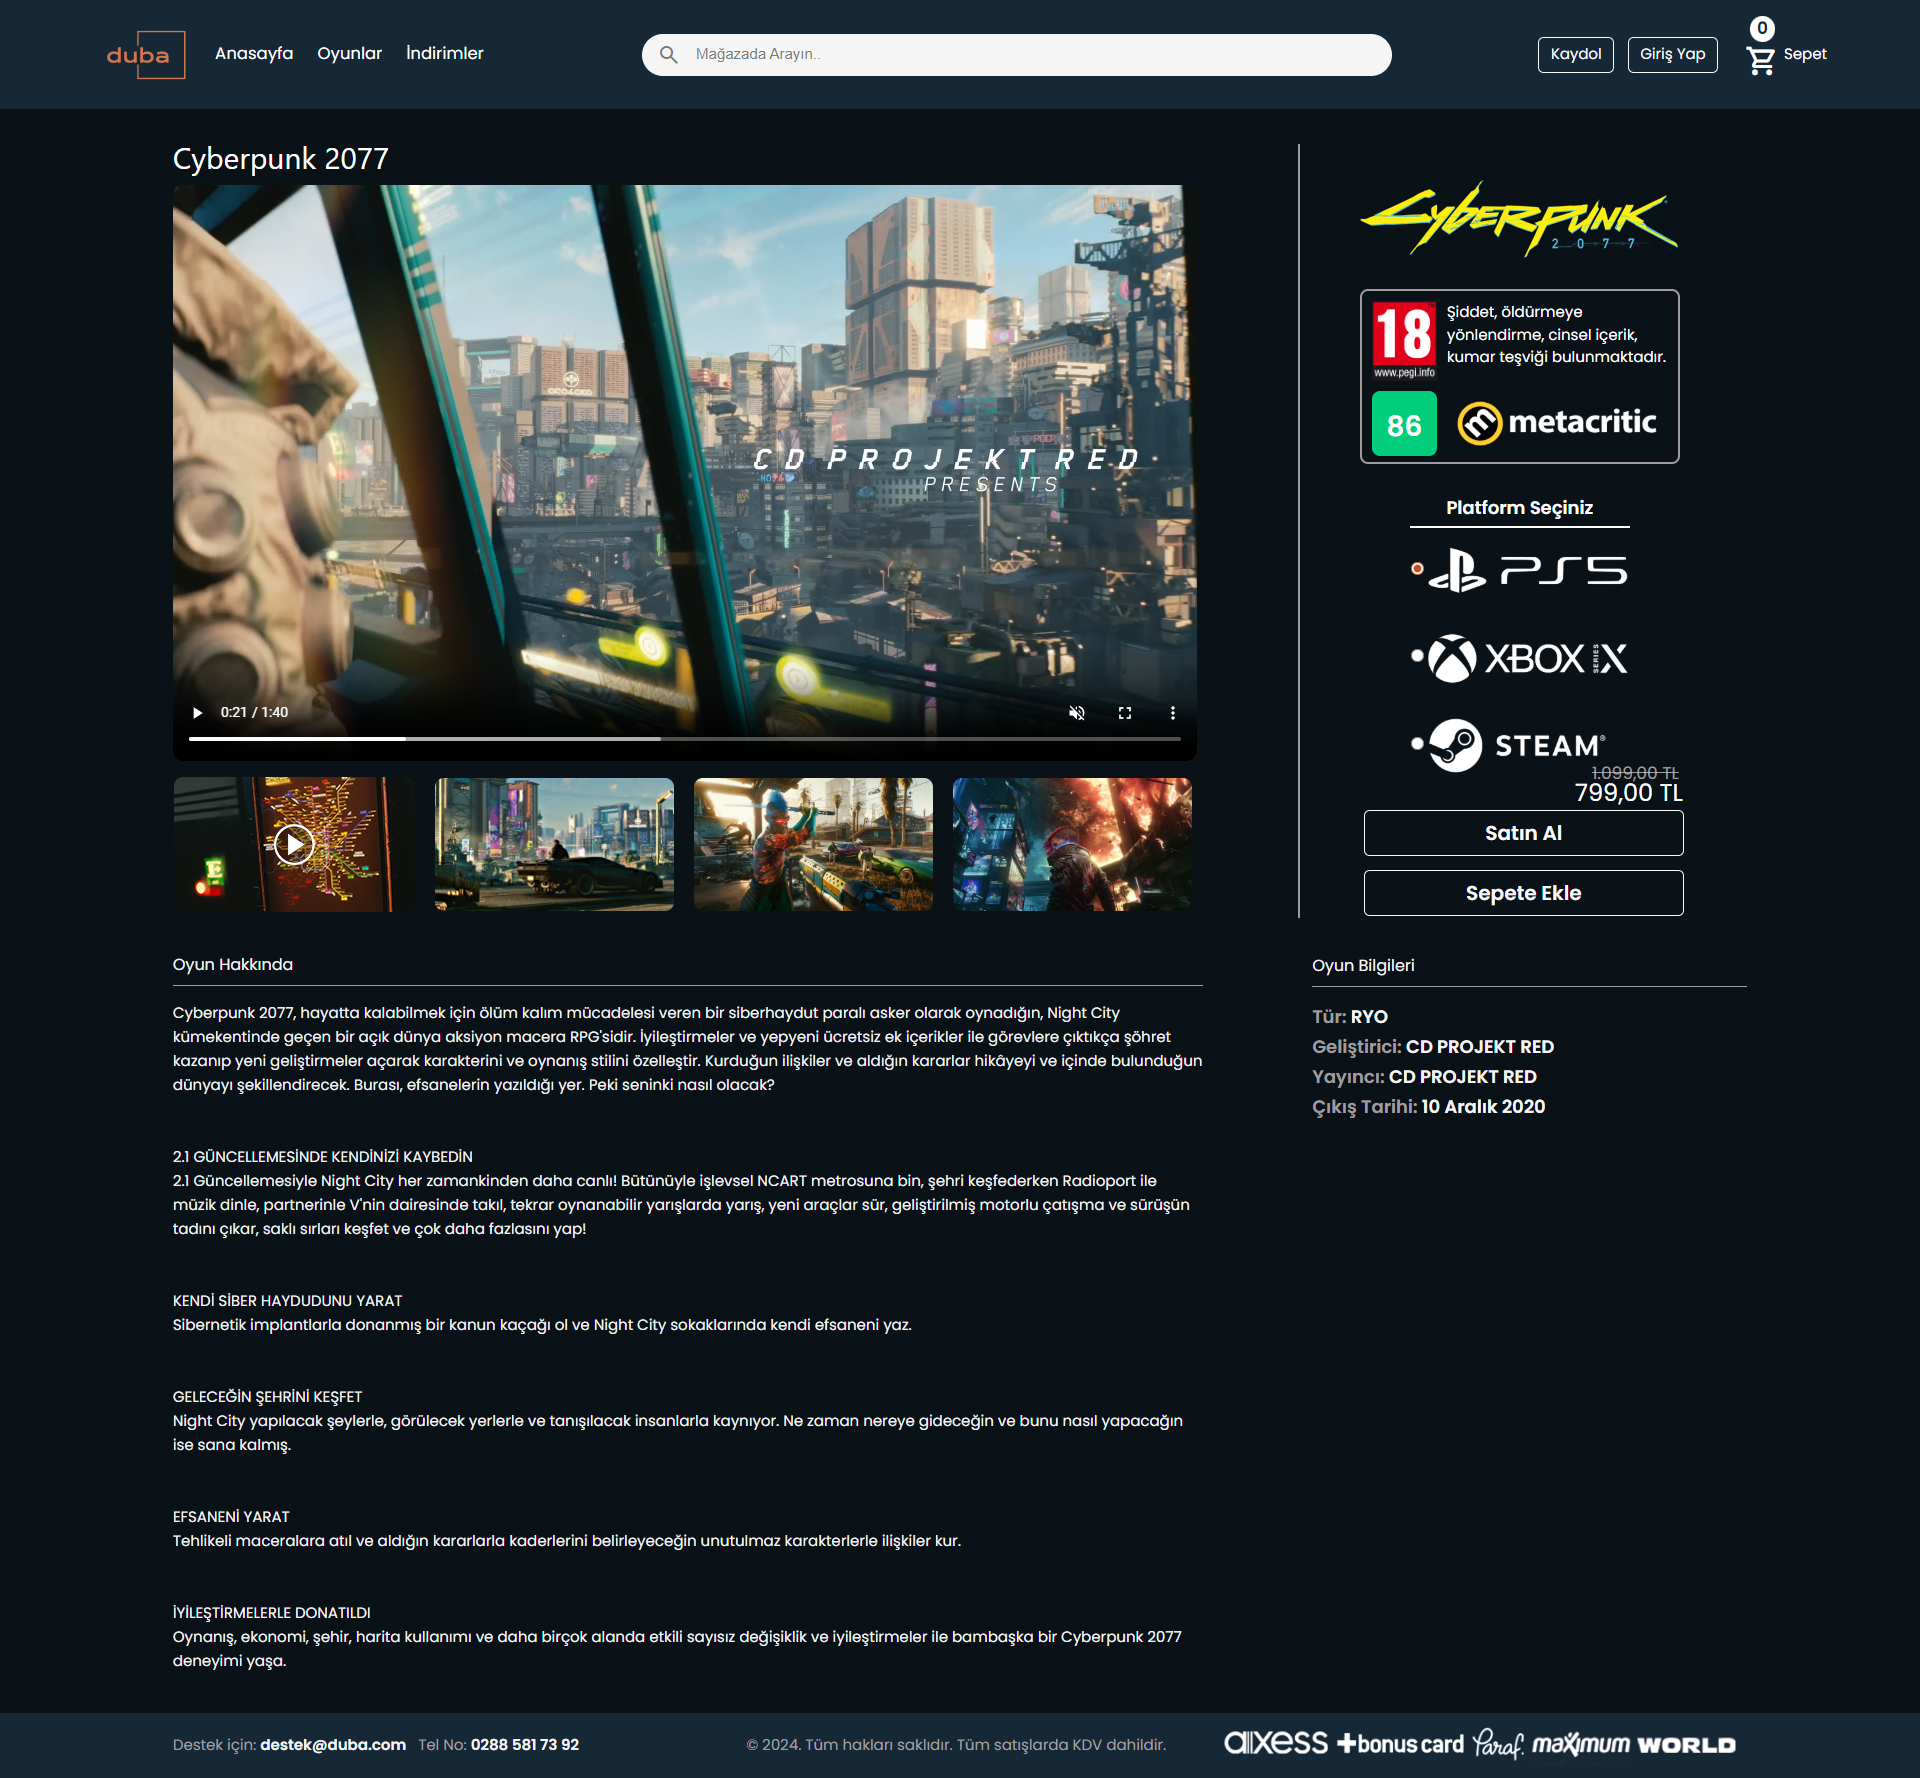 duba
Anasayfa
Oyunlar
İndirimler
Mağazada Arayın..
Kaydol
Giriş Yap
0
Sepet
Cyberpunk 2077
CD PROJEKT RED
PRESENTS
0:21 / 1:40
Cyberpunk
2077
18
www.pegi.info
Şiddet, öldürmeye
yönlendirme, cinsel içerik,
kumar teşviği bulunmaktadır.
86
metacritic
Platform Seçiniz
PS5
XBOX SERIES X
STEAM®
1.099,00 TL
799,00 TL
Satın Al
Sepete Ekle
Oyun Hakkında
Cyberpunk 2077, hayatta kalabilmek için ölüm kalım mücadelesi veren bir siberhaydut paralı asker olarak oynadığın, Night City
kümekentinde geçen bir açık dünya aksiyon macera RPG'sidir. İyileştirmeler ve yepyeni ücretsiz ek içerikler ile görevlere çıktıkça şöhret
kazanıp yeni geliştirmeler açarak karakterini ve oynanış stilini özelleştir. Kurduğun ilişkiler ve aldığın kararlar hikâyeyi ve içinde bulunduğun
dünyayı şekillendirecek. Burası, efsanelerin yazıldığı yer. Peki seninki nasıl olacak?
2.1 GÜNCELLEMESİNDE KENDİNİZİ KAYBEDİN
2.1 Güncellemesiyle Night City her zamankinden daha canlı! Bütünüyle işlevsel NCART metrosuna bin, şehri keşfederken Radioport ile
müzik dinle, partnerinle V'nin dairesinde takıl, tekrar oynanabilir yarışlarda yarış, yeni araçlar sür, geliştirilmiş motorlu çatışma ve sürüşün
tadını çıkar, saklı sırları keşfet ve çok daha fazlasını yap!
KENDİ SİBER HAYDUDUNU YARAT
Sibernetik implantlarla donanmış bir kanun kaçağı ol ve Night City sokaklarında kendi efsaneni yaz.
GELECEĞİN ŞEHRİNİ KEŞFET
Night City yapılacak şeylerle, görülecek yerlerle ve tanışılacak insanlarla kaynıyor. Ne zaman nereye gideceğin ve bunu nasıl yapacağın
ise sana kalmış.
EFSANENİ YARAT
Tehlikeli maceralara atıl ve aldığın kararlarla kaderlerini belirleyeceğin unutulmaz karakterlerle ilişkiler kur.
İYİLEŞTİRMELERLE DONATILDI
Oynanış, ekonomi, şehir, harita kullanımı ve daha birçok alanda etkili sayısız değişiklik ve iyileştirmeler ile bambaşka bir Cyberpunk 2077
deneyimi yaşa.
Oyun Bilgileri
Tür: RYO
Geliştirici: CD PROJEKT RED
Yayıncı: CD PROJEKT RED
Çıkış Tarihi: 10 Aralık 2020
Destek için: destek@duba.com Tel No: 0288 581 73 92
© 2024. Tüm hakları saklıdır. Tüm satışlarda KDV dahildir.
axess +bonus card Paraf. maximum WORLD